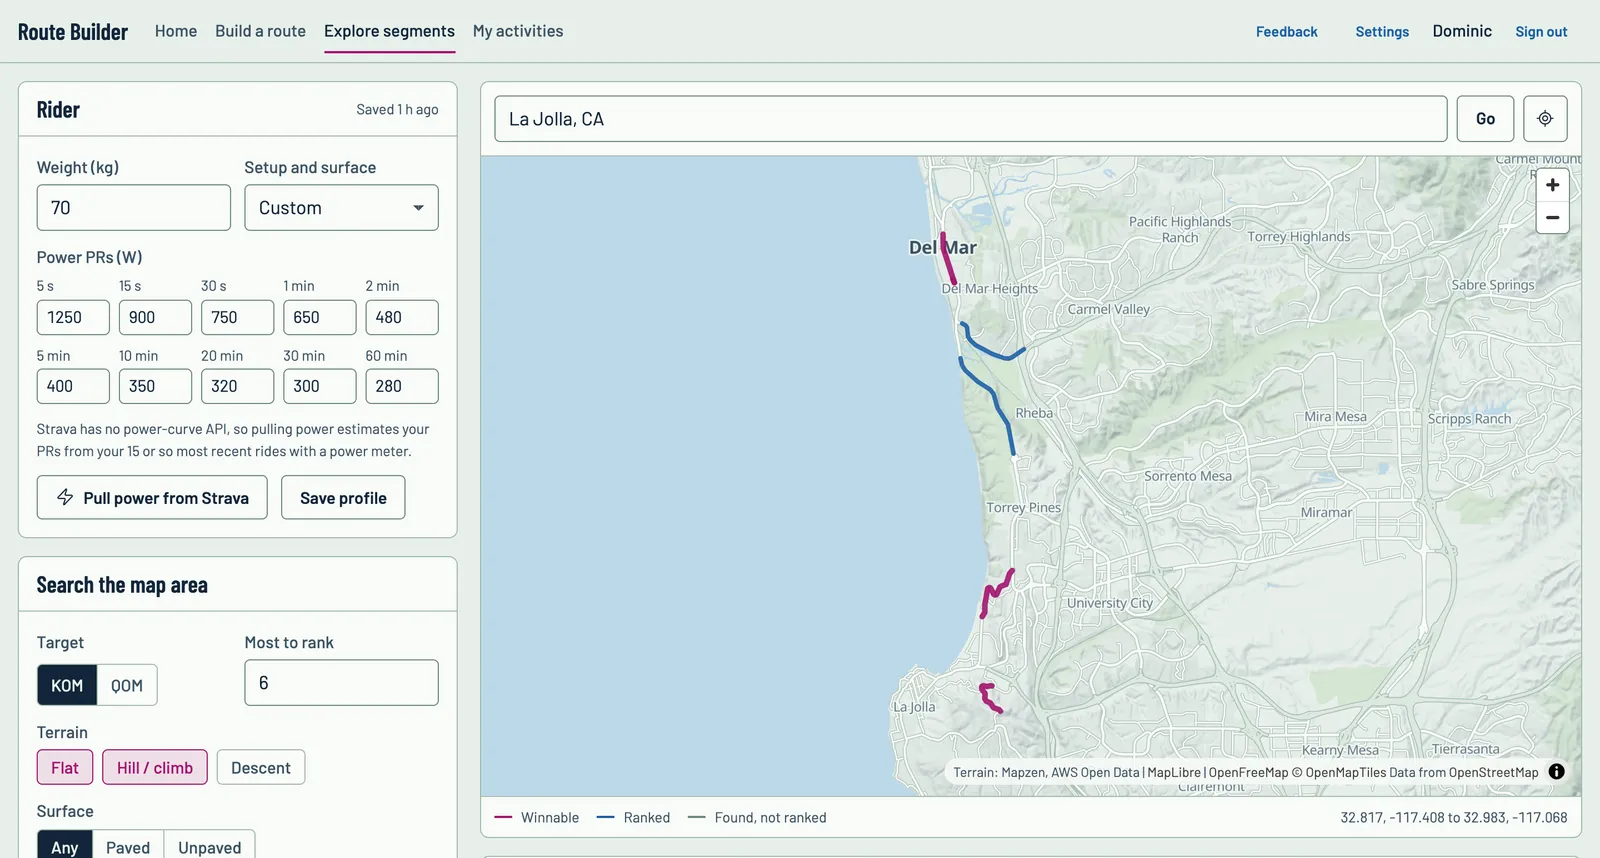 Route Builder
Home
Build a route
Explore segments
My activities
Feedback
Settings
Dominic
Sign out
Rider
Saved 1 h ago
Weight (kg)
Setup and surface
70
Custom
Power PRs (W)
5 s
15 s
30 s
1 min
2 min
1250
900
750
650
480
5 min
10 min
20 min
30 min
60 min
400
350
320
300
280
Strava has no power-curve API, so pulling power estimates your
PRs from your 15 or so most recent rides with a power meter.
Pull power from Strava
Save profile
Search the map area
Target
Most to rank
KOM
QOM
6
Terrain
Flat
Hill / climb
Descent
Surface
Any
Paved
Unpaved
La Jolla, CA
Go
Carmel Mount
+
−
Pacific Highlands
Ranch
Torrey Highlands
Del Mar
Del Mar Heights
Sabre Springs
Carmel Valley
Rheba
Mira Mesa
Scripps Ranch
Sorrento Mesa
Torrey Pines
Miramar
University City
La Jolla
Kearny Mesa
Tierrasanta
Terrain: Mapzen, AWS Open Data | MapLibre | OpenFreeMap © OpenMapTiles Data from OpenStreetMap
Clairemont
Winnable
Ranked
Found, not ranked
32.817, -117.408 to 32.983, -117.068